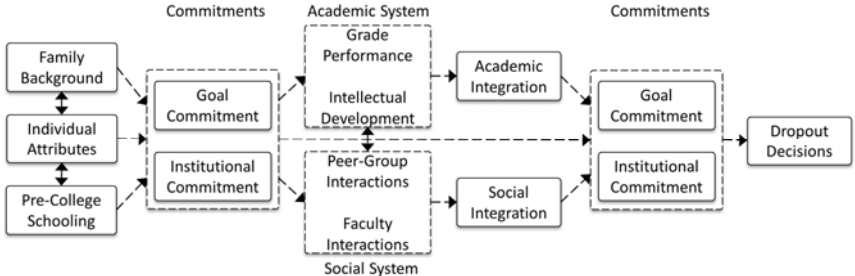 Commitments
Academic System
Commitments
Family
Background
Individual
Attributes
Pre-College
Schooling
Goal
Commitment
Institutional
Commitment
Grade
Performance
Intellectual
Development
Peer-Group
Interactions
Faculty
Interactions
Social System
Academic
Integration
Social
Integration
Goal
Commitment
Institutional
Commitment
Dropout
Decisions